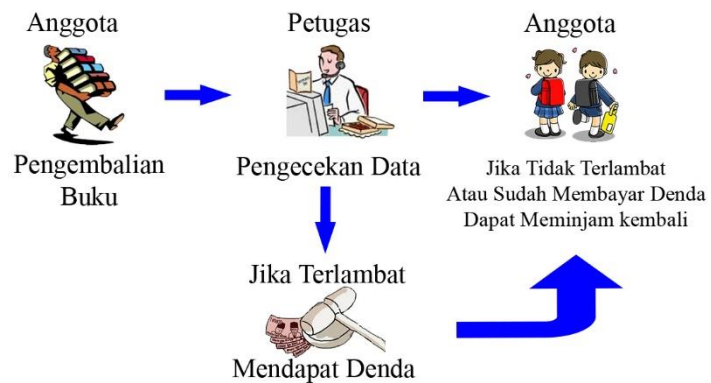 Anggota
Pengembalian
Buku
Petugas
Pengecekan Data
Anggota
Jika Tidak Terlambat
Atau Sudah Membayar Denda
Dapat Meminjam kembali
Jika Terlambat
Mendapat Denda